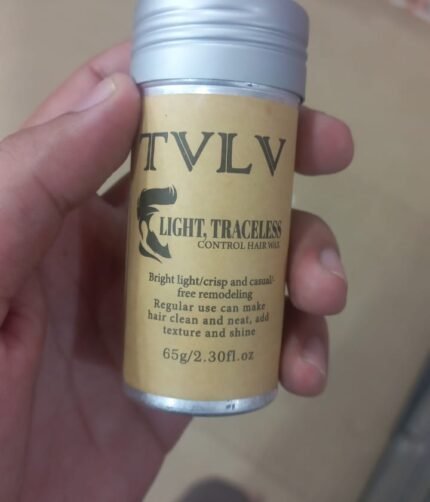 TVLV
LIGHT, TRACELESS
CONTROL HAIR WAX
Bright light/crisp and casual/
free remodeling
Regular use can make
hair clean and neat, add
texture and shine
65g/2.30fl.oz